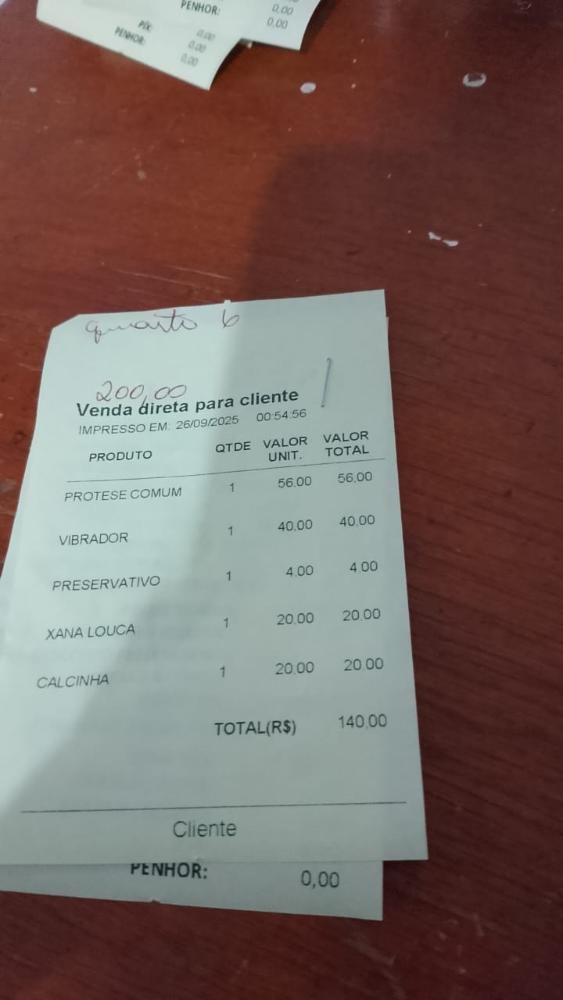 PENHOR:
0,00
0,00
PIX:
0,00
PENHOR:
0,00
0,00
quarto 6
200,00
Venda direta para cliente
IMPRESSO EM: 26/09/2025 00:54:56
PRODUTO QTDE VALOR UNIT. VALOR TOTAL
PROTESE COMUM 1 56,00 56,00
VIBRADOR 1 40,00 40,00
PRESERVATIVO 1 4,00 4,00
XANA LOUCA 1 20,00 20,00
CALCINHA 1 20,00 20,00
TOTAL(R$) 140,00
Cliente
PENHOR: 0,00